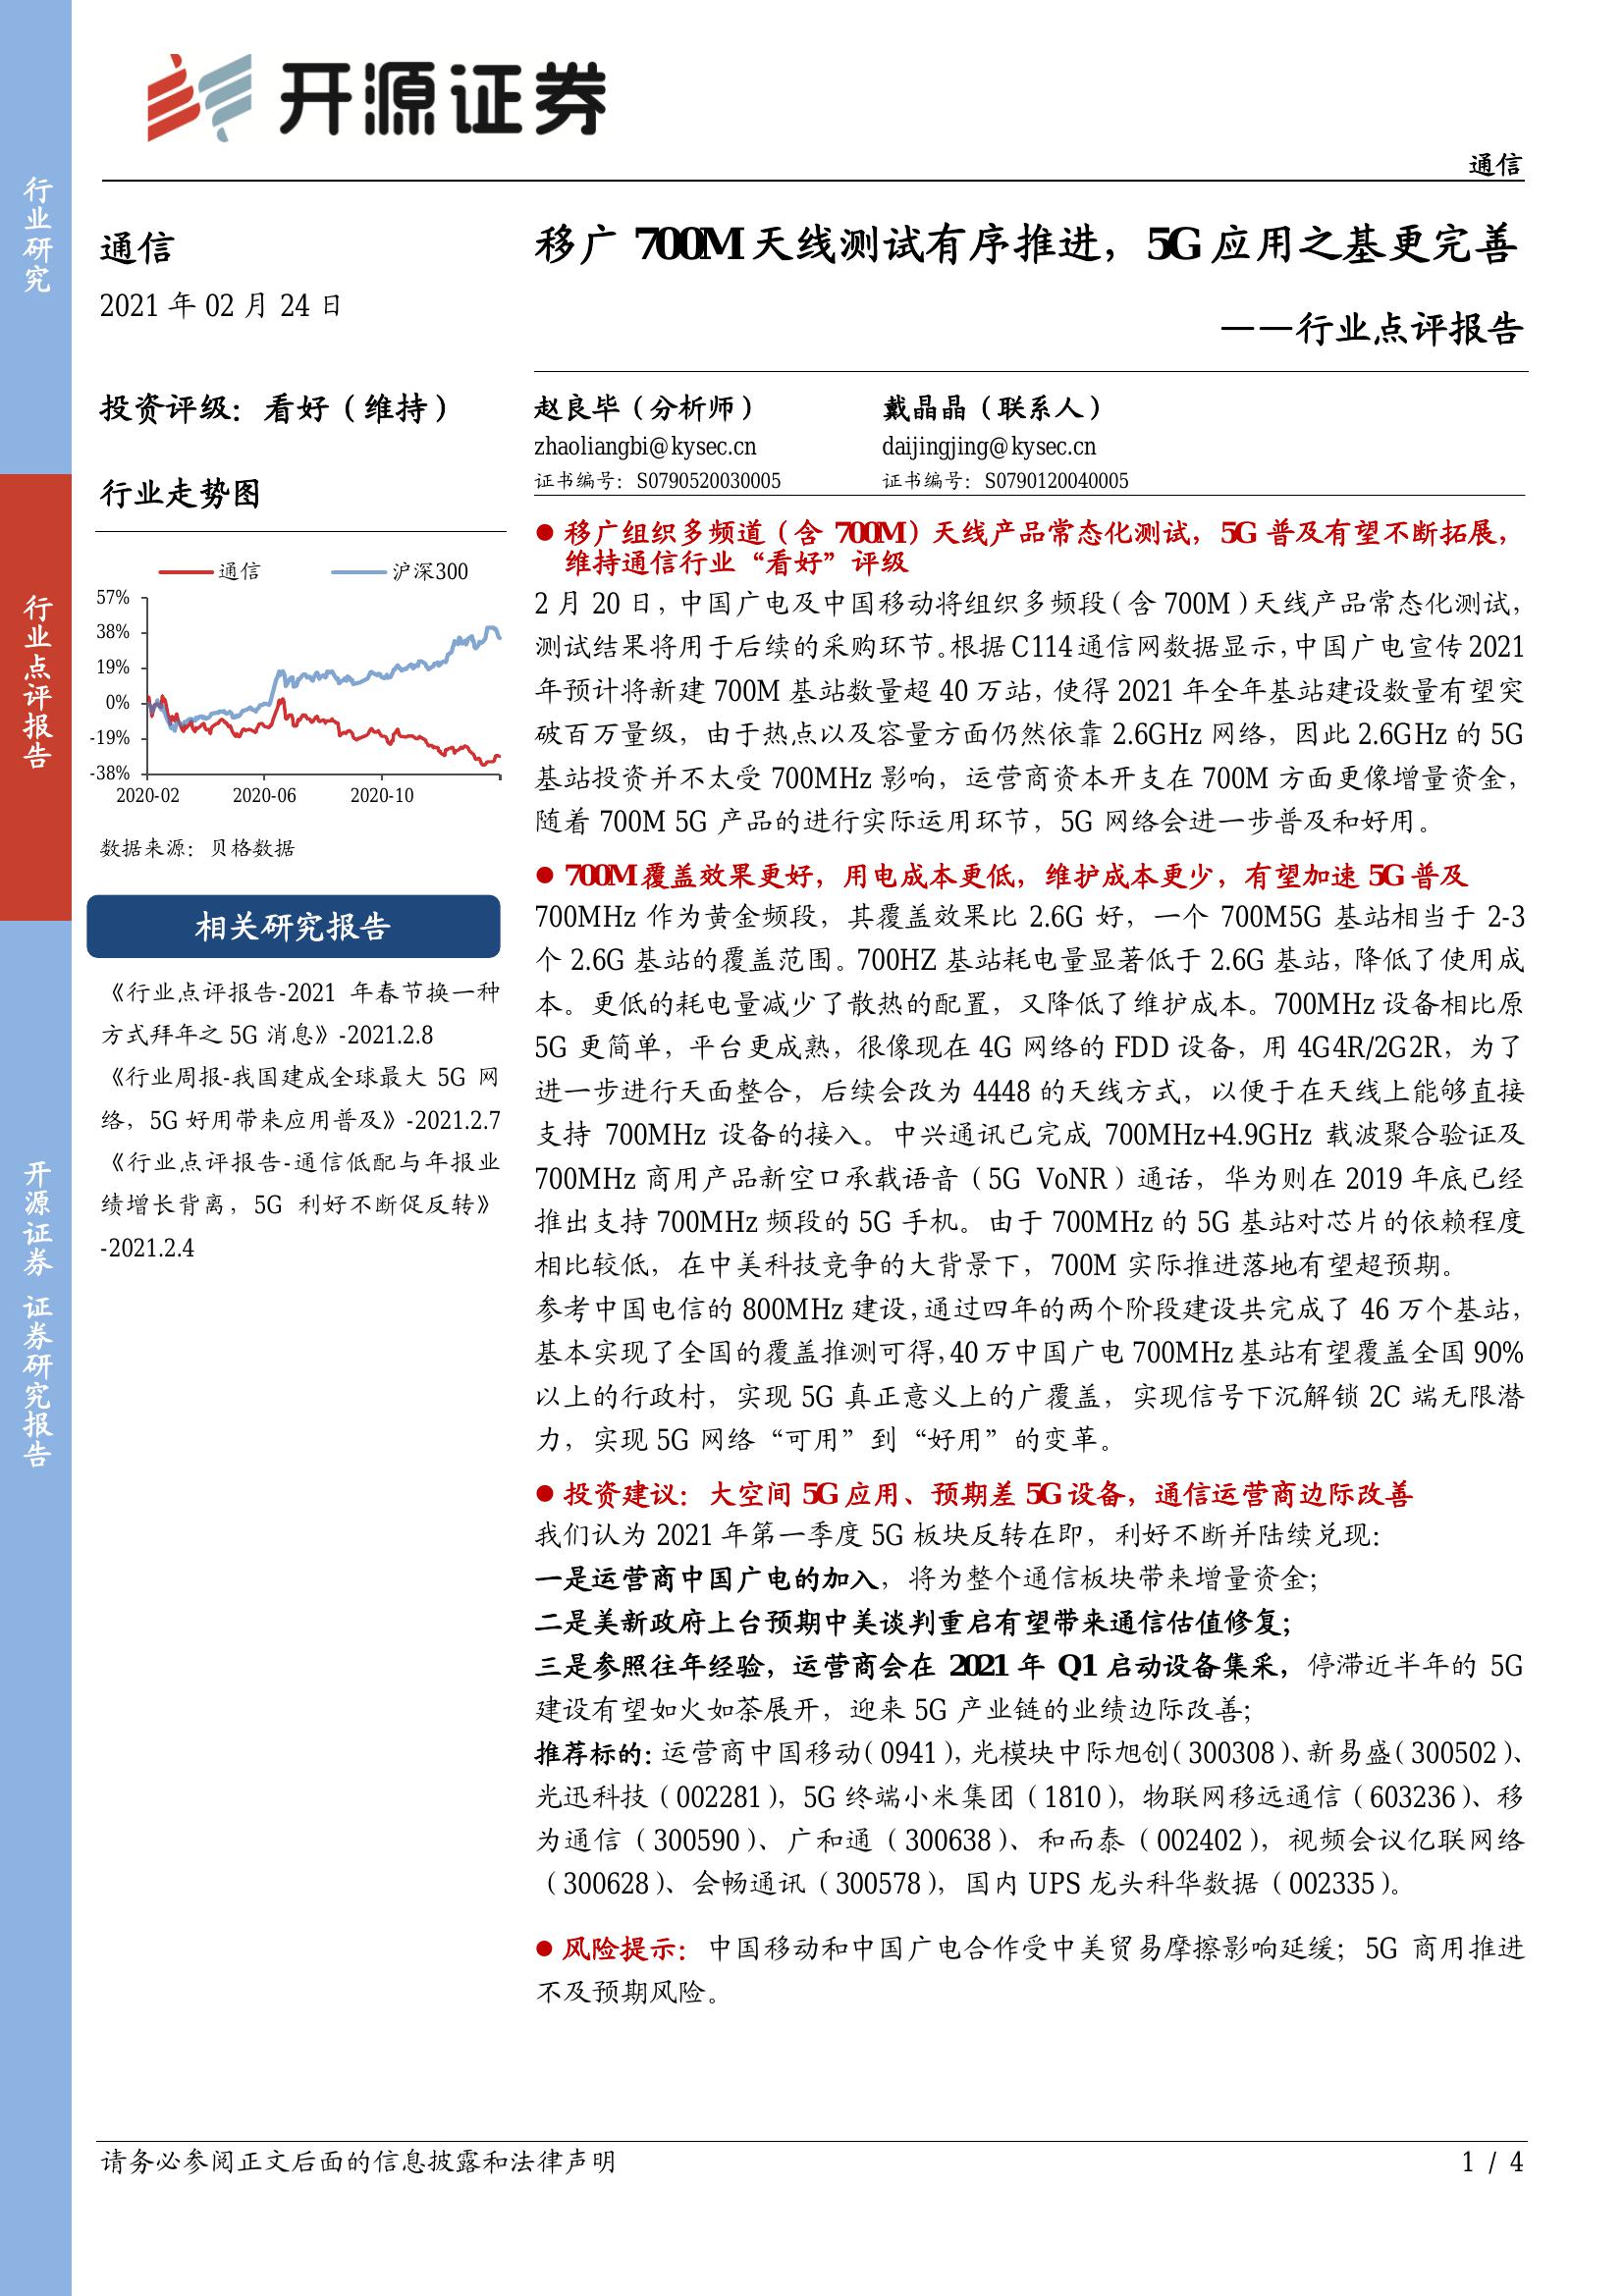 开源证券
通信
行业研究
行业点评报告
开源证券 证券研究报告
通信
2021 年 02 月 24 日
投资评级：看好（维持）
行业走势图
通信 沪深300
57%
38%
19%
0%
-19%
-38%
2020-02 2020-06 2020-10
数据来源：贝格数据
相关研究报告
《行业点评报告-2021 年春节换一种
方式拜年之 5G 消息》-2021.2.8
《行业周报-我国建成全球最大 5G 网
络，5G 好用带来应用普及》-2021.2.7
《行业点评报告-通信低配与年报业
绩增长背离，5G 利好不断促反转》
-2021.2.4
移广 700M 天线测试有序推进，5G 应用之基更完善
——行业点评报告
赵良毕（分析师） 戴晶晶（联系人）
zhaoliangbi@kysec.cn daijingjing@kysec.cn
证书编号：S0790520030005 证书编号：S0790120040005
● 移广组织多频道（含 700M）天线产品常态化测试，5G 普及有望不断拓展，
维持通信行业“看好”评级
2 月 20 日，中国广电及中国移动将组织多频段（含 700M）天线产品常态化测试，
测试结果将用于后续的采购环节。根据 C114 通信网数据显示，中国广电宣传 2021
年预计将新建 700M 基站数量超 40 万站，使得 2021 年全年基站建设数量有望突
破百万量级，由于热点以及容量方面仍然依靠 2.6GHz 网络，因此 2.6GHz 的 5G
基站投资并不太受 700MHz 影响，运营商资本开支在 700M 方面更像增量资金，
随着 700M 5G 产品的进行实际运用环节，5G 网络会进一步普及和好用。
● 700M 覆盖效果更好，用电成本更低，维护成本更少，有望加速 5G 普及
700MHz 作为黄金频段，其覆盖效果比 2.6G 好，一个 700M5G 基站相当于 2-3
个 2.6G 基站的覆盖范围。700HZ 基站耗电量显著低于 2.6G 基站，降低了使用成
本。更低的耗电量减少了散热的配置，又降低了维护成本。700MHz 设备相比原
5G 更简单，平台更成熟，很像现在 4G 网络的 FDD 设备，用 4G4R/2G2R，为了
进一步进行天面整合，后续会改为 4448 的天线方式，以便于在天线上能够直接
支持 700MHz 设备的接入。中兴通讯已完成 700MHz+4.9GHz 载波聚合验证及
700MHz 商用产品新空口承载语音（5G VoNR）通话，华为则在 2019 年底已经
推出支持 700MHz 频段的 5G 手机。由于 700MHz 的 5G 基站对芯片的依赖程度
相比较低，在中美科技竞争的大背景下，700M 实际推进落地有望超预期。
参考中国电信的 800MHz 建设，通过四年的两个阶段建设共完成了 46 万个基站，
基本实现了全国的覆盖推测可得，40 万中国广电 700MHz 基站有望覆盖全国 90%
以上的行政村，实现 5G 真正意义上的广覆盖，实现信号下沉解锁 2C 端无限潜
力，实现 5G 网络“可用”到“好用”的变革。
● 投资建议：大空间 5G 应用、预期差 5G 设备，通信运营商边际改善
我们认为 2021 年第一季度 5G 板块反转在即，利好不断并陆续兑现：
一是运营商中国广电的加入，将为整个通信板块带来增量资金；
二是美新政府上台预期中美谈判重启有望带来通信估值修复；
三是参照往年经验，运营商会在 2021 年 Q1 启动设备集采，停滞近半年的 5G
建设有望如火如荼展开，迎来 5G 产业链的业绩边际改善；
推荐标的：运营商中国移动（0941），光模块中际旭创（300308）、新易盛（300502）、
光迅科技（002281），5G 终端小米集团（1810），物联网移远通信（603236）、移
为通信（300590）、广和通（300638）、和而泰（002402），视频会议亿联网络
（300628）、会畅通讯（300578），国内 UPS 龙头科华数据（002335）。
● 风险提示：中国移动和中国广电合作受中美贸易摩擦影响延缓；5G 商用推进
不及预期风险。
请务必参阅正文后面的信息披露和法律声明
1 / 4